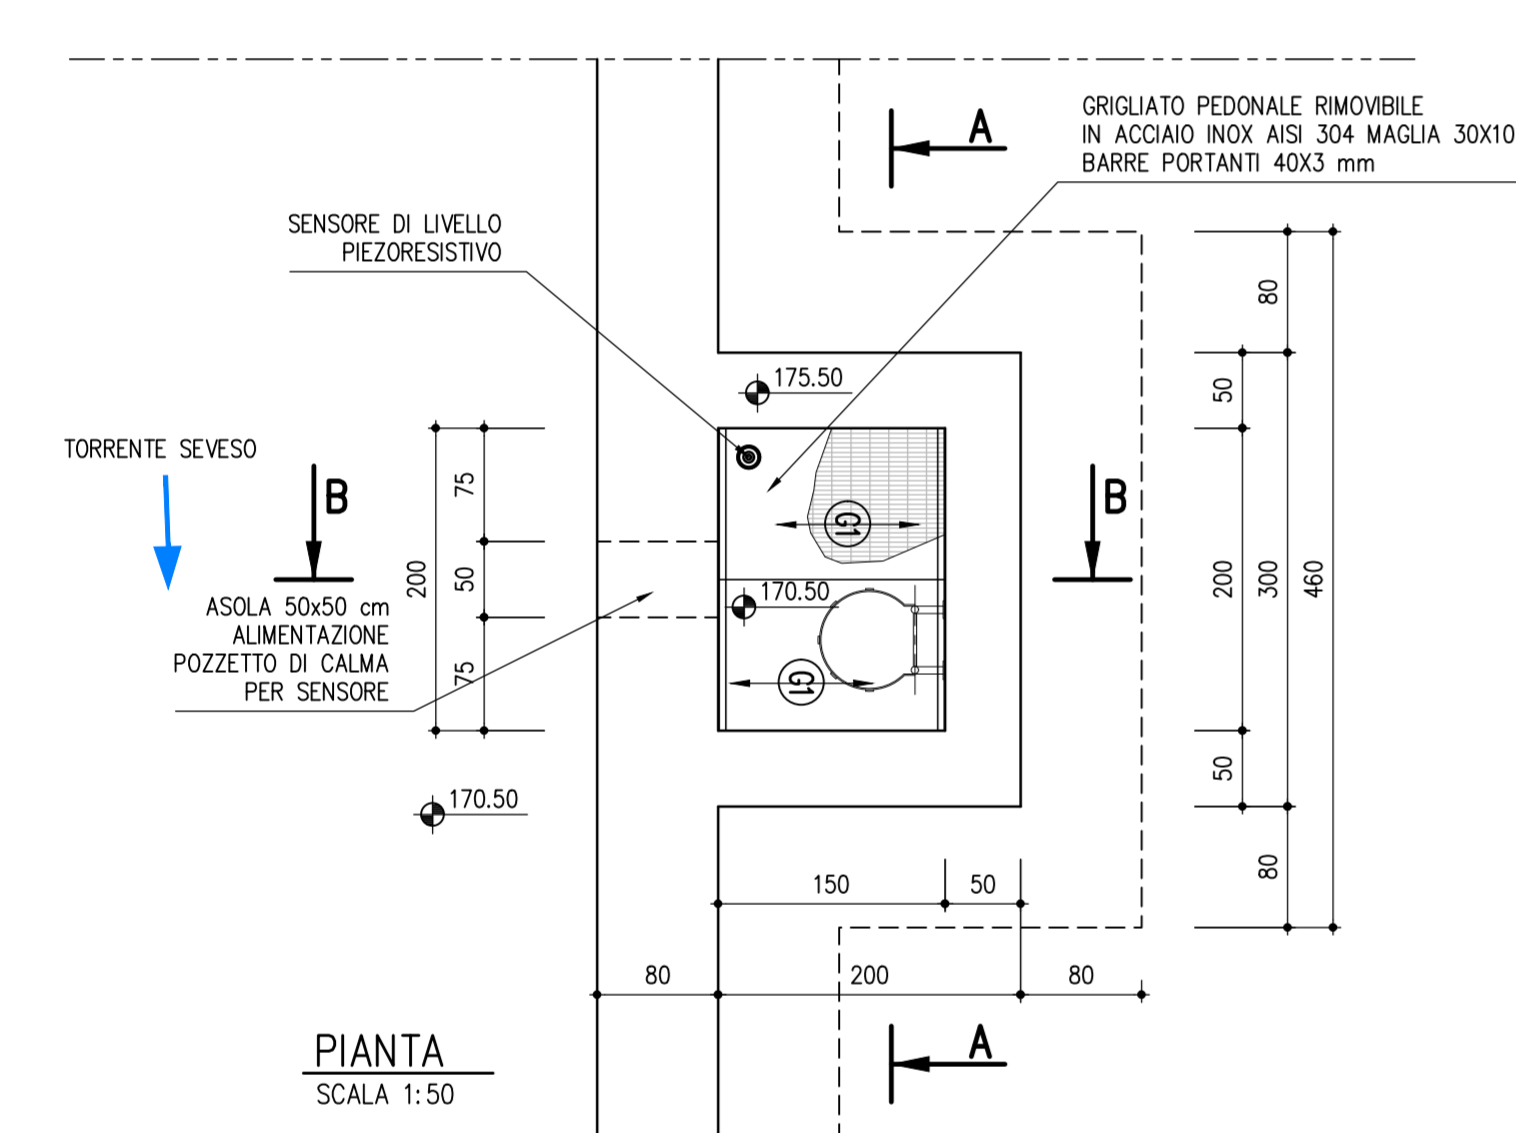 A
GRIGLIATO PEDONALE RIMOVIBILE
IN ACCIAIO INOX AISI 304 MAGLIA 30X10
BARRE PORTANTI 40X3 mm
SENSORE DI LIVELLO
PIEZORESISTIVO
80
175.50
50
TORRENTE SEVESO
75
B
B
G1
200
50
200
300
460
170.50
ASOLA 50x50 cm
ALIMENTAZIONE
POZZETTO DI CALMA
PER SENSORE
75
G1
50
170.50
80
150
50
80
200
80
A
PIANTA
SCALA 1:50